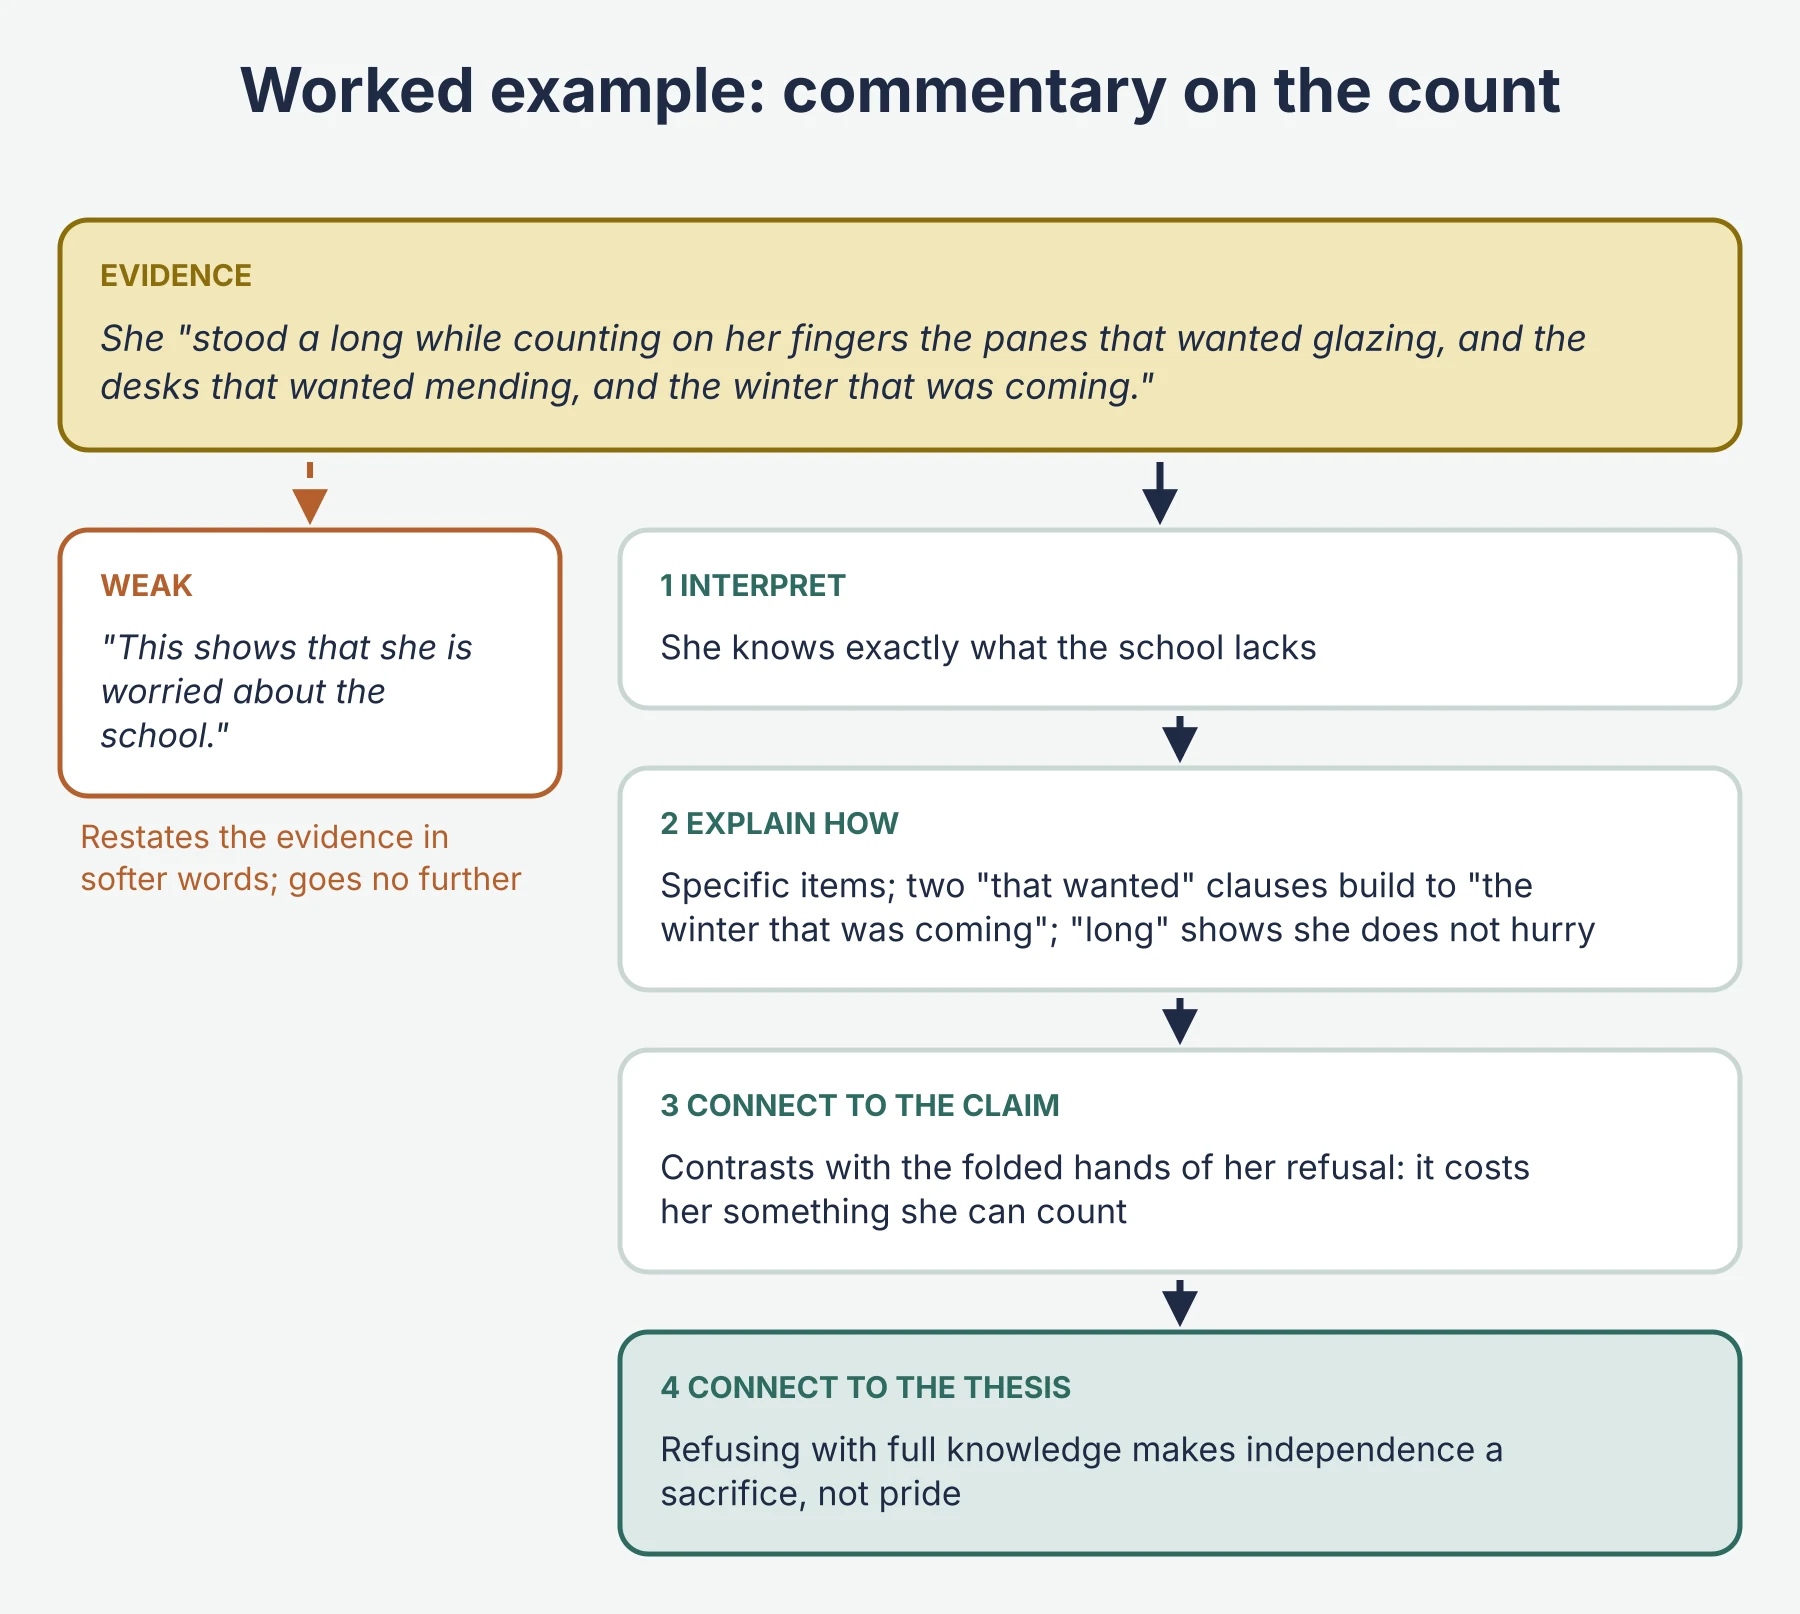 Worked example: commentary on the count
EVIDENCE
She "stood a long while counting on her fingers the panes that wanted glazing, and the
desks that wanted mending, and the winter that was coming."
WEAK
"This shows that she is
worried about the
school."
Restates the evidence in
softer words; goes no further
1 INTERPRET
She knows exactly what the school lacks
2 EXPLAIN HOW
Specific items; two "that wanted" clauses build to "the
winter that was coming"; "long" shows she does not hurry
3 CONNECT TO THE CLAIM
Contrasts with the folded hands of her refusal: it costs
her something she can count
4 CONNECT TO THE THESIS
Refusing with full knowledge makes independence a
sacrifice, not pride